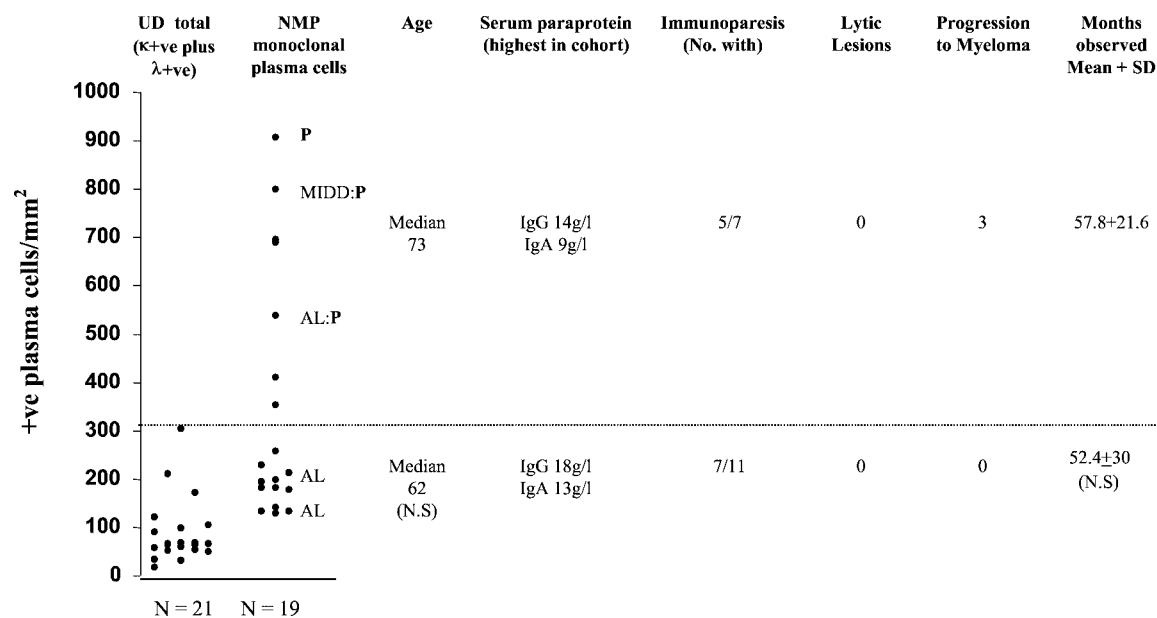 UD total
(κ+ve plus
λ+ve)
NMP
monoclonal
plasma cells
Age
Serum paraprotein
(highest in cohort)
Immunoparesis
(No. with)
Lytic
Lesions
Progression
to Myeloma
Months
observed
Mean + SD
+ve plasma cells/mm²
1000
900
800
700
600
500
400
300
200
100
0
P
MIDD:P
AL:P
AL
AL
Median
73
IgG 14g/l
IgA 9g/l
5/7
0
3
57.8+21.6
Median
62
(N.S)
IgG 18g/l
IgA 13g/l
7/11
0
0
52.4±30
(N.S)
N = 21
N = 19